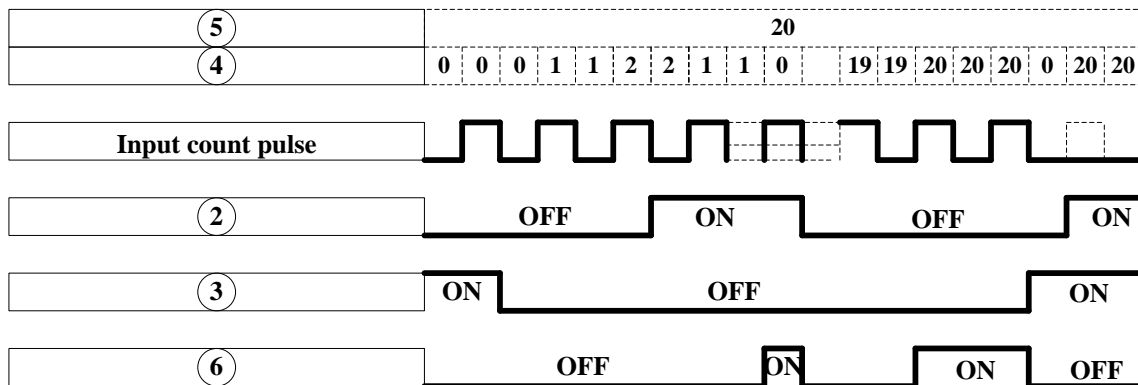 5 20
4 0 0 0 1 1 2 2 1 1 0 19 19 20 20 20 0 20 20
Input count pulse
2 OFF ON OFF ON
3 ON OFF ON
6 OFF ON ON OFF